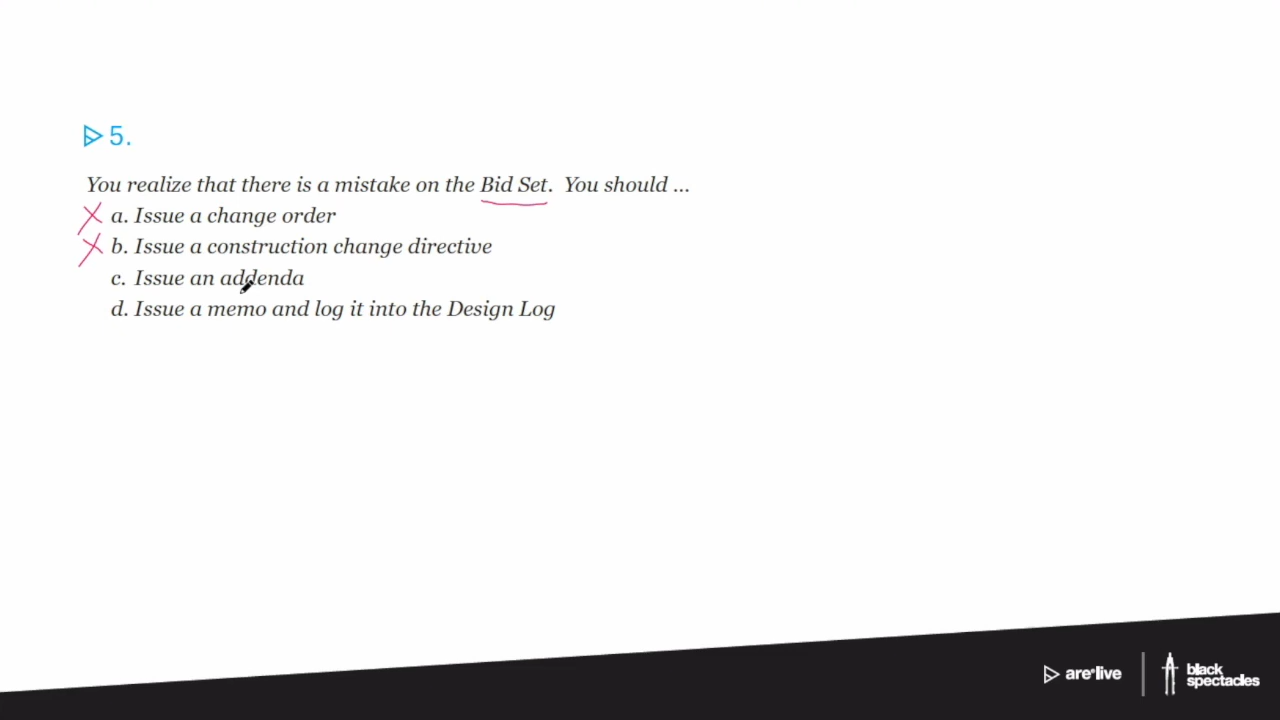 5.
You realize that there is a mistake on the Bid Set. You should ...
a. Issue a change order
b. Issue a construction change directive
c. Issue an addenda
d. Issue a memo and log it into the Design Log
are live
black
spectacles